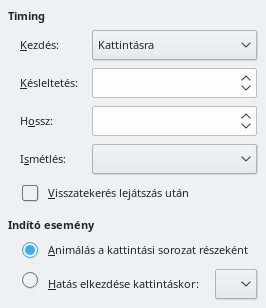 Timing
Kezdés:
Kattintásra
Késleltetés:
Hossz:
Ismétlés:
Visszatekerés lejátszás után
Indító esemény
Animálás a kattintási sorozat részeként
Hatás elkezdése kattintáskor: